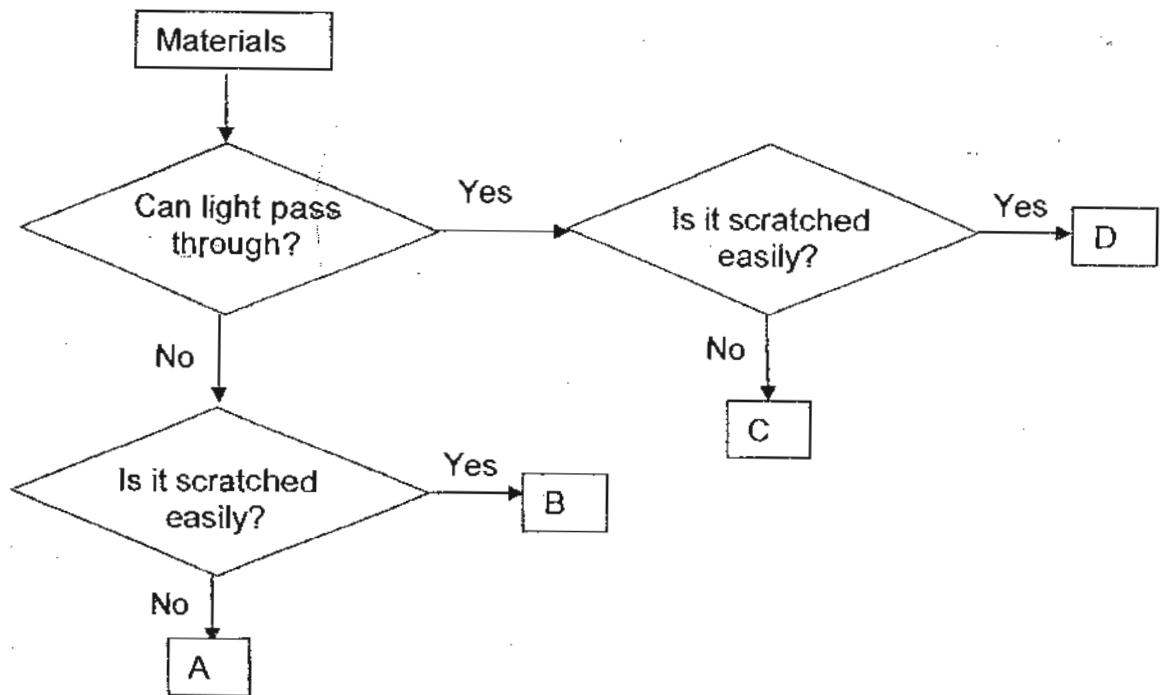 Materials
Can light pass
through?
Yes
Is it scratched
easily?
Yes
D
No
No
C
Is it scratched
easily?
Yes
B
No
A